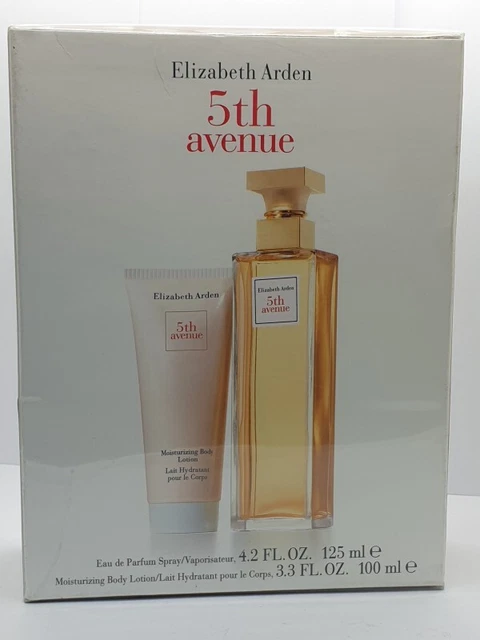 Elizabeth Arden
5th
avenue
Elizabeth Arden
5th
avenue
Elizabeth Arden
5th
avenue
Moisturizing Body
Lotion
Lait Hydratant
pour le Corps
Eau de Parfum Spray/Vaporisateur, 4.2 FL.OZ. 125 ml ℮
Moisturizing Body Lotion/Lait Hydratant pour le Corps, 3.3 FL.OZ. 100 ml ℮